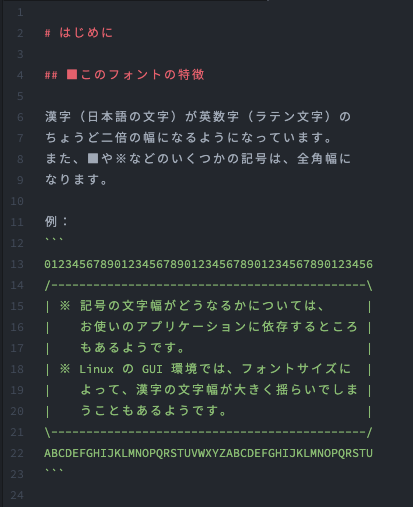 1
2 # はじめに
3
4 ## ■このフォントの特徴
5
6 漢字（日本語の文字）が英数字（ラテン文字）の
7 ちょうど二倍の幅になるようになっています。
8 また、■や※などのいくつかの記号は、全角幅に
9 なります。
10
11 例：
12 ```
13 01234567890123456789012345678901234567890123456
14 /---------------------------------------------\
15 | ※ 記号の文字幅がどうなるかについては、     |
16 |    お使いのアプリケーションに依存するところ |
17 |    もあるようです。                         |
18 | ※ Linux の GUI 環境では、フォントサイズに  |
19 |    よって、漢字の文字幅が大きく揺らいでしま |
20 |    うこともあるようです。                   |
21 \---------------------------------------------/
22 ABCDEFGHIJKLMNOPQRSTUVWXYZABCDEFGHIJKLMNOPQRSTU
23 ```
24